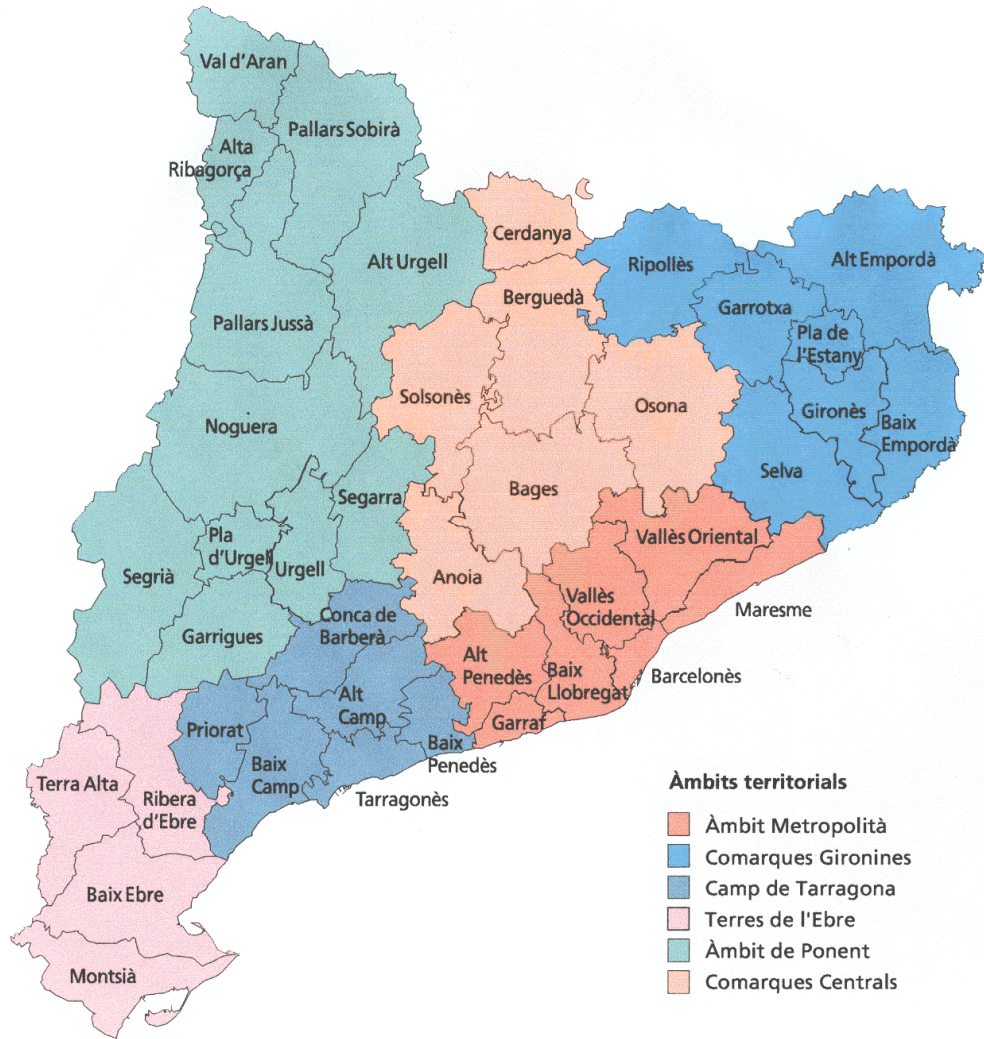 Val d'Aran
Pallars Sobirà
Alta
Ribagorça
Cerdanya
Alt Urgell
Ripollès
Alt Empordà
Berguedà
Garrotxa
Pallars Jussà
Pla de
l'Estany
Solsonès
Osona
Gironès
Baix
Empordà
Noguera
Selva
Bages
Segarra
Vallès Oriental
Pla
d'Urgell
Urgell
Segrià
Anoia
Vallès
Occidental
Maresme
Conca de
Barberà
Garrigues
Alt
Penedès
Baix
Llobregat
Barcelonès
Alt
Camp
Garraf
Priorat
Baix
Penedès
Baix
Camp
Tarragonès
Terra Alta
Ribera
d'Ebre
Baix Ebre
Montsià
Àmbits territorials
Àmbit Metropolità
Comarques Gironines
Camp de Tarragona
Terres de l'Ebre
Àmbit de Ponent
Comarques Centrals